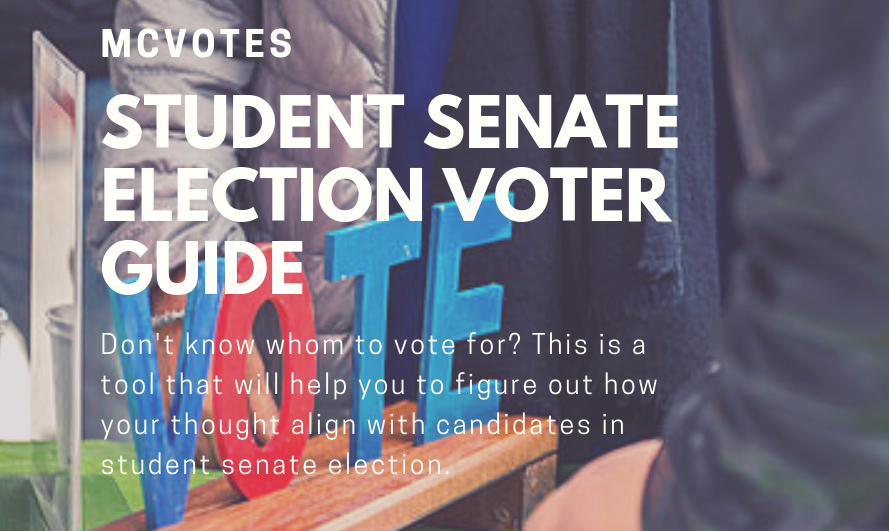 MCVOTES
STUDENT SENATE
ELECTION VOTER
GUIDE
VOTE
Don't know whom to vote for? This is a
tool that will help you to figure out how
your thought align with candidates in
student senate election.